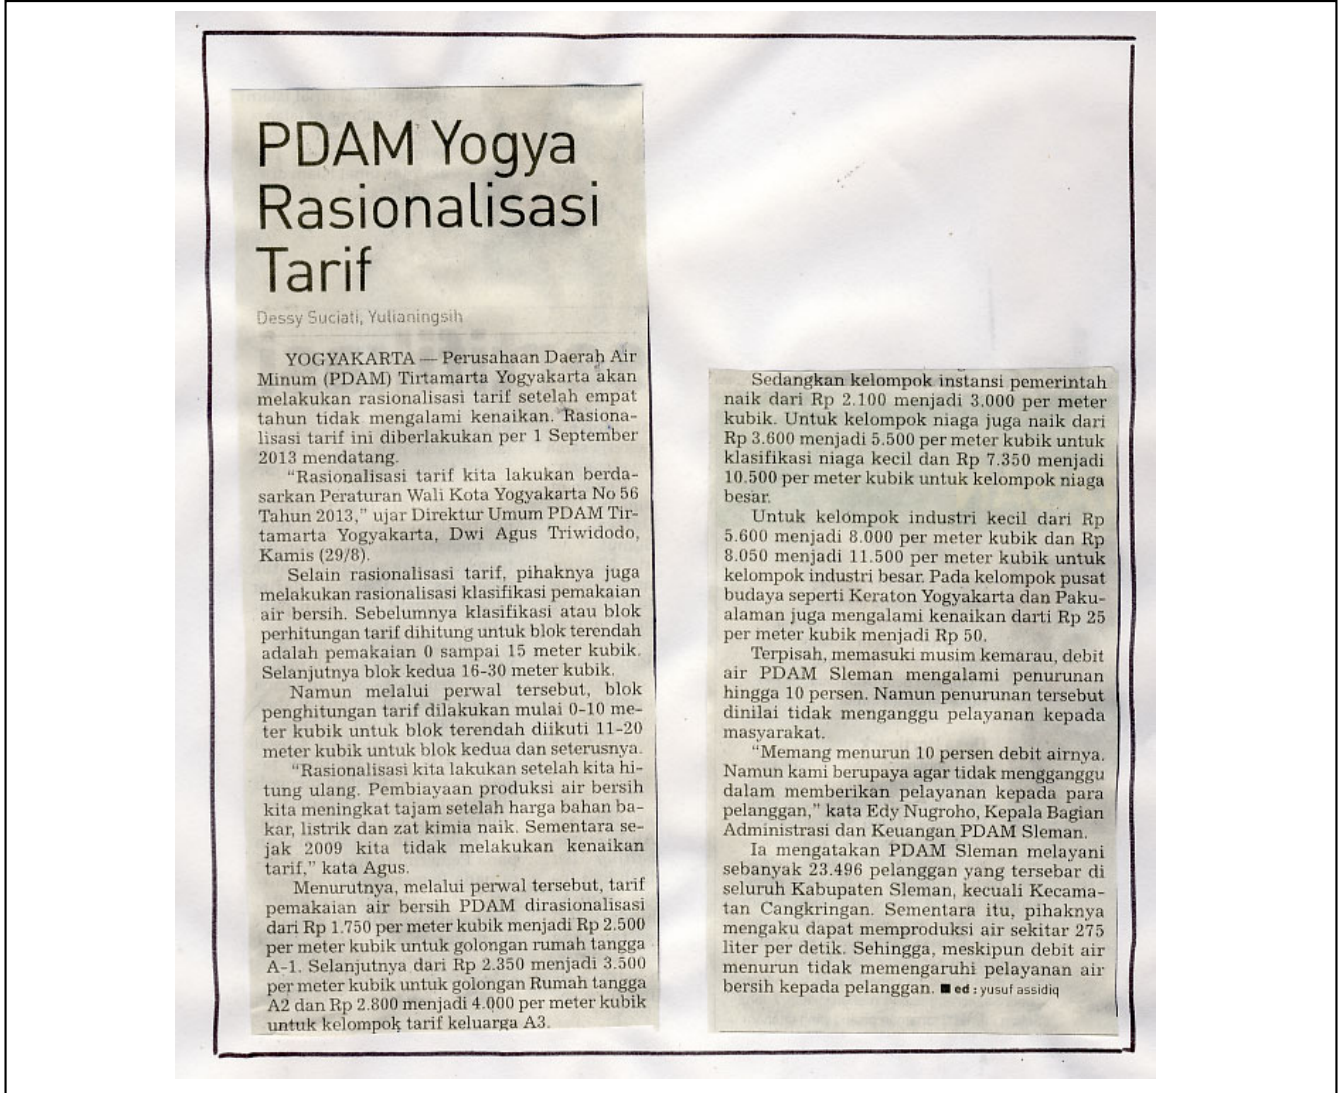 PDAM Yogya
Rasionalisasi
Tarif
Dessy Suciati, Yulianingsih
YOGYAKARTA — Perusahaan Daerah Air
Minum (PDAM) Tirtamarta Yogyakarta akan
melakukan rasionalisasi tarif setelah empat
tahun tidak mengalami kenaikan. Rasiona-
lisasi tarif ini diberlakukan per 1 September
2013 mendatang.
“Rasionalisasi tarif kita lakukan berda-
sarkan Peraturan Wali Kota Yogyakarta No 56
Tahun 2013,” ujar Direktur Umum PDAM Tir-
tamarta Yogyakarta, Dwi Agus Triwidodo,
Kamis (29/8).
Selain rasionalisasi tarif, pihaknya juga
melakukan rasionalisasi klasifikasi pemakaian
air bersih. Sebelumnya klasifikasi atau blok
perhitungan tarif dihitung untuk blok terendah
adalah pemakaian 0 sampai 15 meter kubik.
Selanjutnya blok kedua 16-30 meter kubik.
Namun melalui perwal tersebut, blok
penghitungan tarif dilakukan mulai 0-10 me-
ter kubik untuk blok terendah diikuti 11-20
meter kubik untuk blok kedua dan seterusnya.
“Rasionalisasi kita lakukan setelah kita hi-
tung ulang. Pembiayaan produksi air bersih
kita meningkat tajam setelah harga bahan ba-
kar, listrik dan zat kimia naik. Sementara se-
jak 2009 kita tidak melakukan kenaikan
tarif,” kata Agus.
Menurutnya, melalui perwal tersebut, tarif
pemakaian air bersih PDAM dirasionalisasi
dari Rp 1.750 per meter kubik menjadi Rp 2.500
per meter kubik untuk golongan rumah tangga
A-1. Selanjutnya dari Rp 2.350 menjadi 3.500
per meter kubik untuk golongan Rumah tangga
A2 dan Rp 2.800 menjadi 4.000 per meter kubik
untuk kelompok tarif keluarga A3.
Sedangkan kelompok instansi pemerintah
naik dari Rp 2.100 menjadi 3.000 per meter
kubik. Untuk kelompok niaga juga naik dari
Rp 3.600 menjadi 5.500 per meter kubik untuk
klasifikasi niaga kecil dan Rp 7.350 menjadi
10.500 per meter kubik untuk kelompok niaga
besar.
Untuk kelompok industri kecil dari Rp
5.600 menjadi 8.000 per meter kubik dan Rp
8.050 menjadi 11.500 per meter kubik untuk
kelompok industri besar. Pada kelompok pusat
budaya seperti Keraton Yogyakarta dan Paku-
alaman juga mengalami kenaikan darti Rp 25
per meter kubik menjadi Rp 50.
Terpisah, memasuki musim kemarau, debit
air PDAM Sleman mengalami penurunan
hingga 10 persen. Namun penurunan tersebut
dinilai tidak menganggu pelayanan kepada
masyarakat.
“Memang menurun 10 persen debit airnya.
Namun kami berupaya agar tidak mengganggu
dalam memberikan pelayanan kepada para
pelanggan,” kata Edy Nugroho, Kepala Bagian
Administrasi dan Keuangan PDAM Sleman.
Ia mengatakan PDAM Sleman melayani
sebanyak 23.496 pelanggan yang tersebar di
seluruh Kabupaten Sleman, kecuali Kecama-
tan Cangkringan. Sementara itu, pihaknya
mengaku dapat memproduksi air sekitar 275
liter per detik. Sehingga, meskipun debit air
menurun tidak memengaruhi pelayanan air
bersih kepada pelanggan. ■ ed : yusuf assidiq